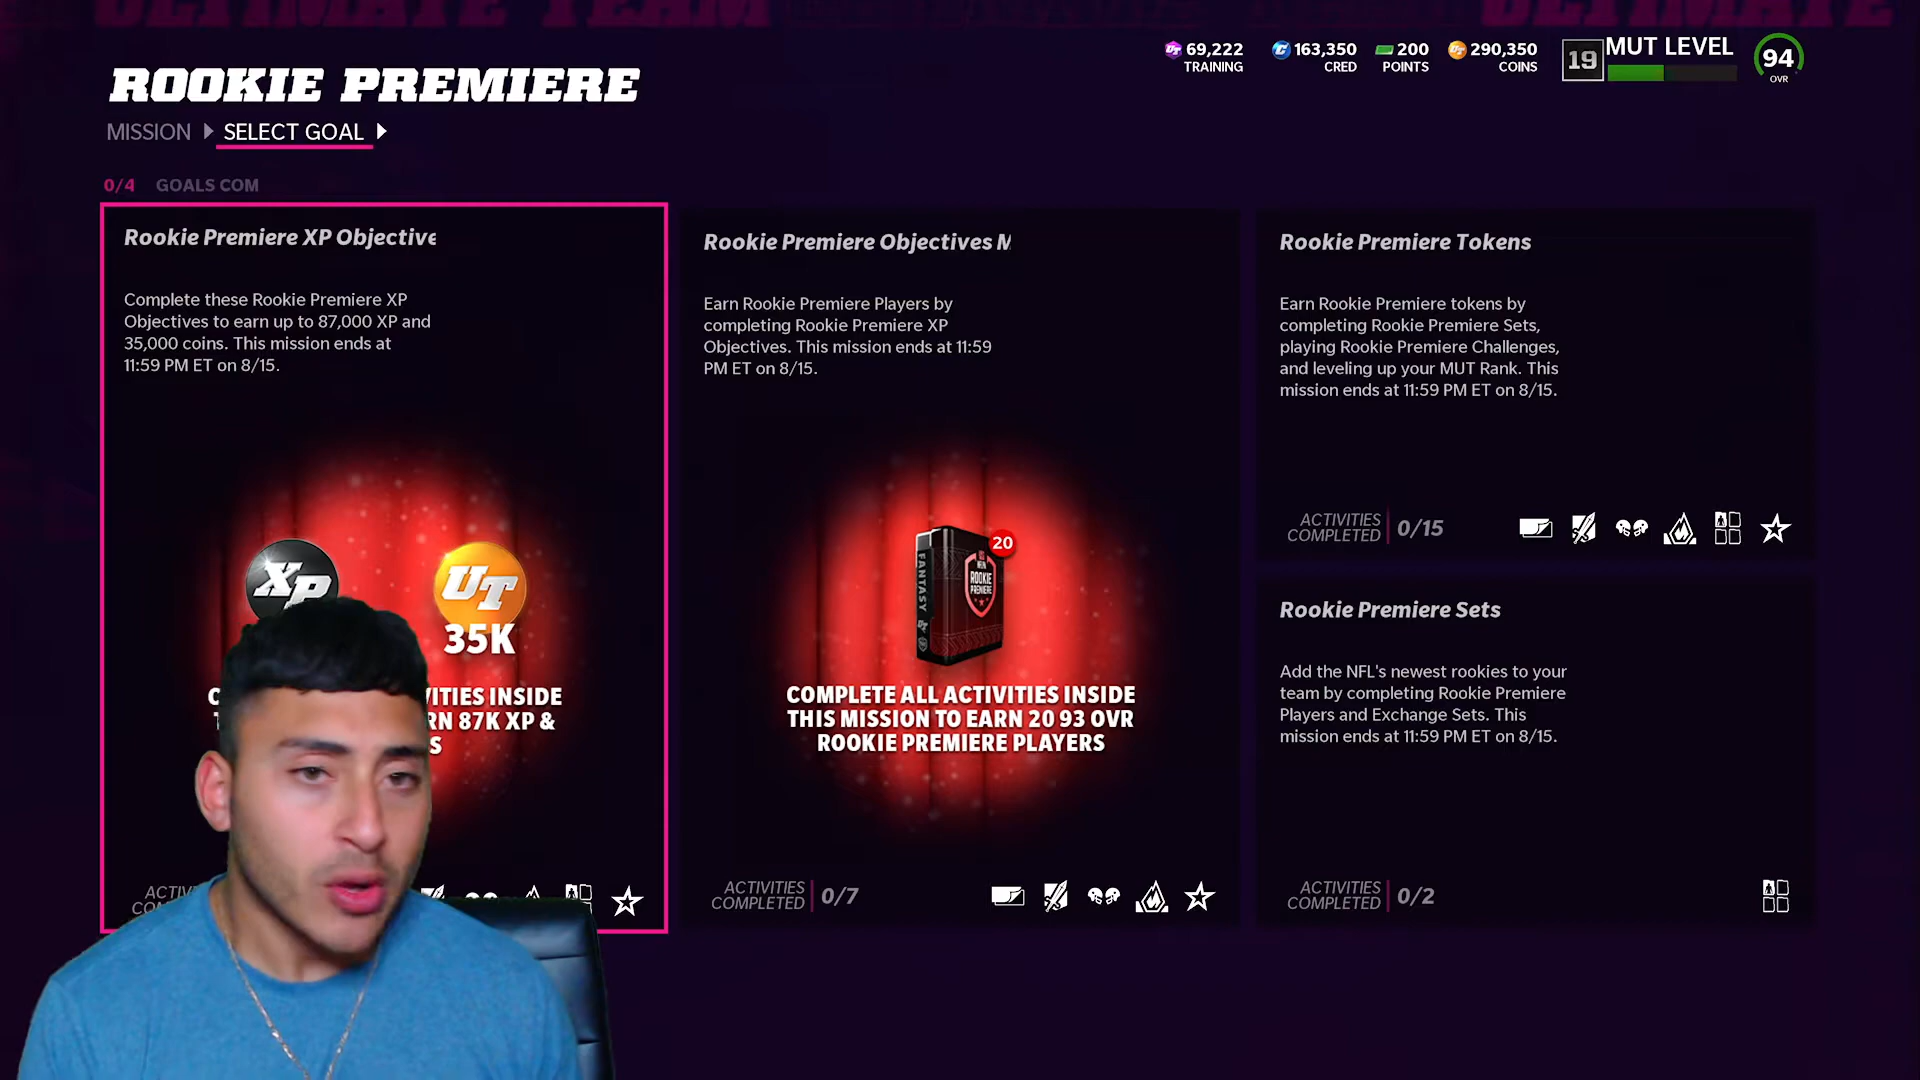 ULTIMATE TEAM
ULTIMATE
ROOKIE PREMIERE
MISSION SELECT GOAL
69,222
TRAINING
163,350
CRED
200
POINTS
290,350
COINS
19
MUT LEVEL
94
OVR
0/4 GOALS COM
Rookie Premiere XP Objective
Complete these Rookie Premiere XP
Objectives to earn up to 87,000 XP and
35,000 coins. This mission ends at
11:59 PM ET on 8/15.
XP
UT
35K
VITIES INSIDE
RN 87K XP &
S
ACTIV
CO
Rookie Premiere Objectives M
Earn Rookie Premiere Players by
completing Rookie Premiere XP
Objectives. This mission ends at 11:59
PM ET on 8/15.
20
FANTASY
UT
ROOKIE
PREMIERE
COMPLETE ALL ACTIVITIES INSIDE
THIS MISSION TO EARN 20 93 OVR
ROOKIE PREMIERE PLAYERS
ACTIVITIES
COMPLETED
0/7
Rookie Premiere Tokens
Earn Rookie Premiere tokens by
completing Rookie Premiere Sets,
playing Rookie Premiere Challenges,
and leveling up your MUT Rank. This
mission ends at 11:59 PM ET on 8/15.
ACTIVITIES
COMPLETED
0/15
Rookie Premiere Sets
Add the NFL's newest rookies to your
team by completing Rookie Premiere
Players and Exchange Sets. This
mission ends at 11:59 PM ET on 8/15.
ACTIVITIES
COMPLETED
0/2